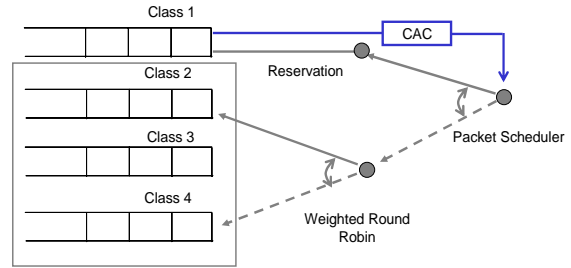 Class 1
CAC
Reservation
Class 2
Packet Scheduler
Class 3
Class 4
Weighted Round
Robin